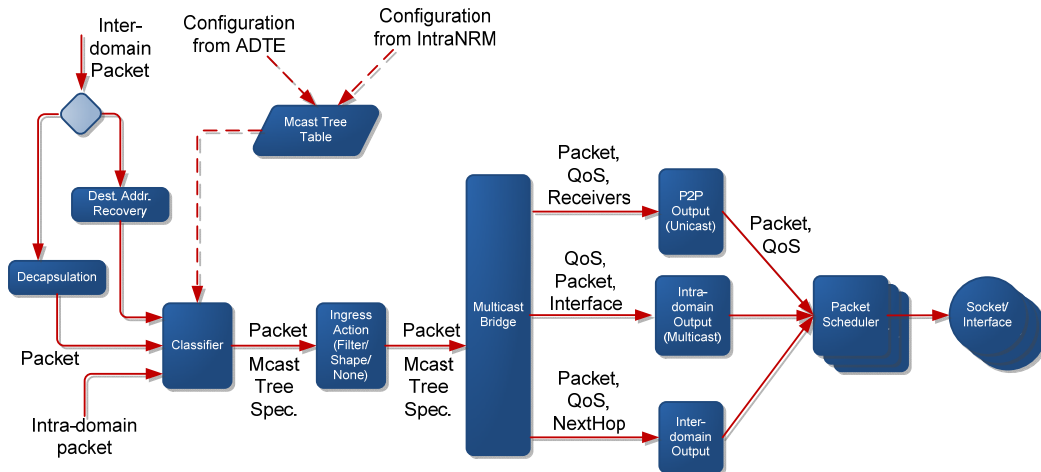 Inter-
domain
Packet
Configuration
from ADTE
Configuration
from IntraNRM
Mcast Tree
Table
Dest. Addr.
Recovery
Decapsulation
Packet
Intra-domain
packet
Classifier
Packet
Mcast
Tree
Spec.
Ingress
Action
(Filter/
Shape/
None)
Packet
Mcast
Tree
Spec.
Multicast
Bridge
Packet,
QoS,
Receivers
QoS,
Packet,
Interface
Packet,
QoS,
NextHop
P2P
Output
(Unicast)
Intra-
domain
Output
(Multicast)
Inter-
domain
Output
Packet,
QoS
Packet
Scheduler
Socket/
Interface